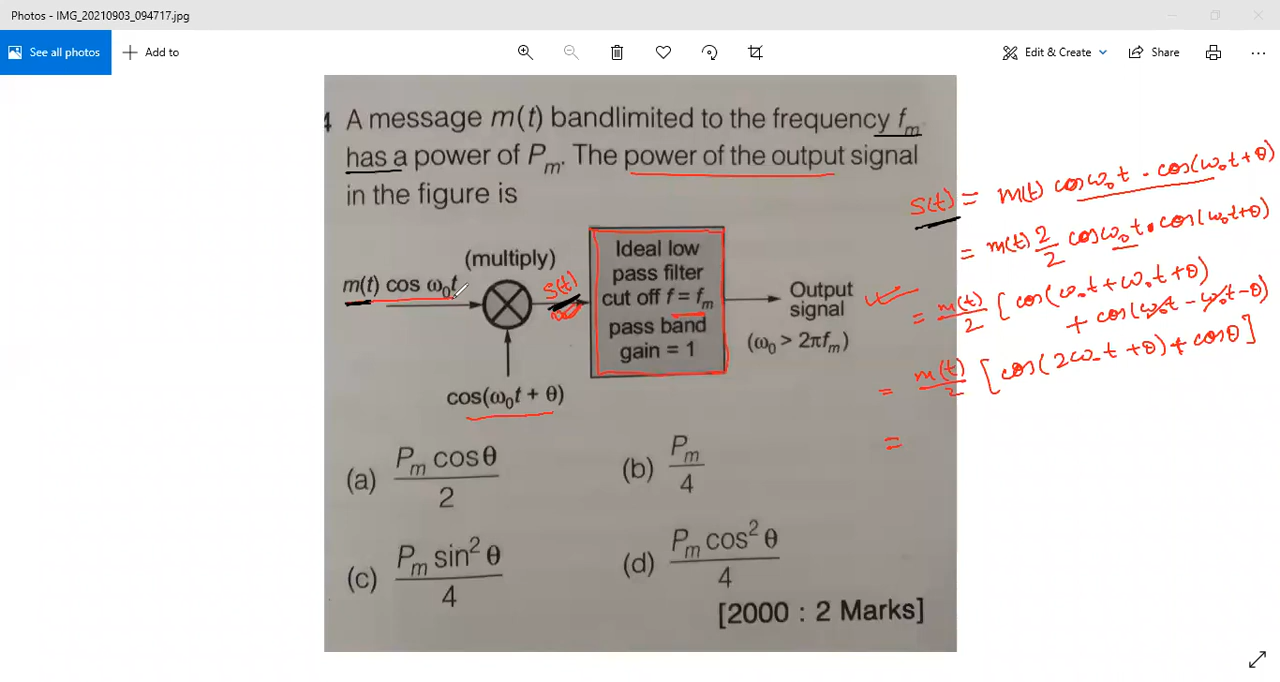 Photos - IMG_20210903_094717.jpg
See all photos
Add to
Edit & Create
Share
4 A message m(t) bandlimited to the frequency fₘ
has a power of Pₘ. The power of the output signal
in the figure is
(multiply)
m(t) cos ω₀t
s(t)
cos(ω₀t + θ)
Ideal low
pass filter
cut off f = fₘ
pass band
gain = 1
Output
signal
(ω₀ > 2πfₘ)
(a) Pₘ cosθ / 2
(b) Pₘ / 4
(c) Pₘ sin² θ / 4
(d) Pₘ cos² θ / 4
[2000 : 2 Marks]
s(t) = m(t) cosω₀t · cos(ω₀t+θ)
= m(t) 2/2 cosω₀t · cos(ω₀t+θ)
= m(t)/2 [cos(ω₀t+ω₀t+θ)
+ cos(ω₀t-ω₀t-θ)
= m(t)/2 [cos(2ω₀t+θ)+cosθ]
=